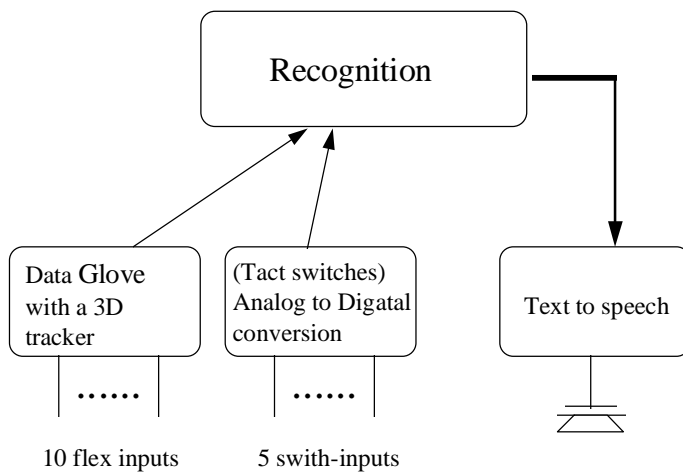 Recognition
Data Glove
with a 3D
tracker
(Tact switches)
Analog to Digatal
conversion
Text to speech
......
......
10 flex inputs
5 swith-inputs